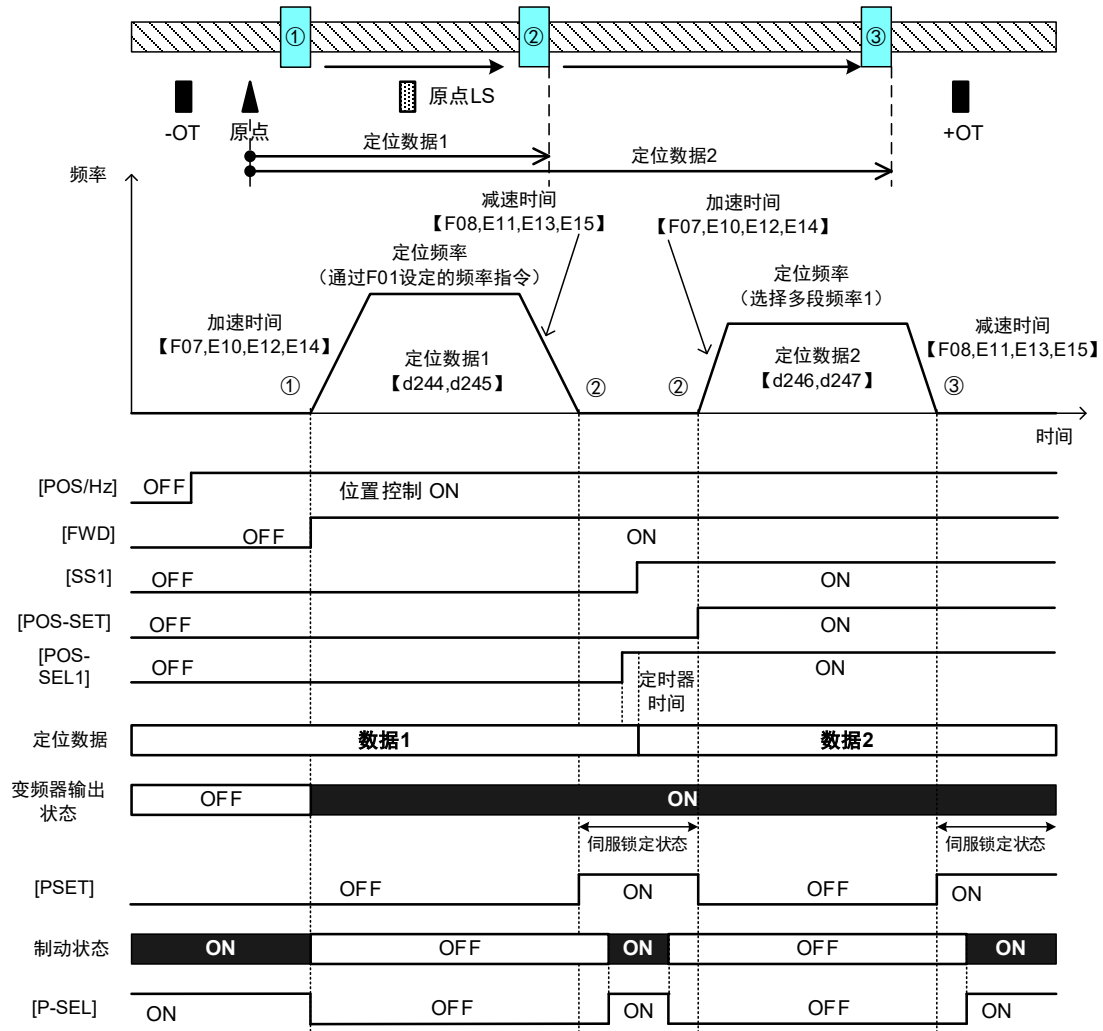 ① ② ③
原点LS
-OT 原点 +OT
定位数据1
定位数据2
频率
减速时间
【F08,E11,E13,E15】
加速时间
【F07,E10,E12,E14】
定位频率
（通过F01设定的频率指令）
定位频率
（选择多段频率1）
加速时间
【F07,E10,E12,E14】
减速时间
【F08,E11,E13,E15】
定位数据1
【d244,d245】
定位数据2
【d246,d247】
① ② ② ③
时间
[POS/Hz] OFF 位置控制 ON
[FWD] OFF ON
[SS1] OFF ON
[POS-SET] OFF ON
[POS-
SEL1] OFF ON
定时器
时间
定位数据 数据1 数据2
变频器输出
状态 OFF ON
伺服锁定状态 伺服锁定状态
[PSET] OFF ON OFF ON
制动状态 ON OFF ON OFF ON
[P-SEL] ON OFF ON OFF ON